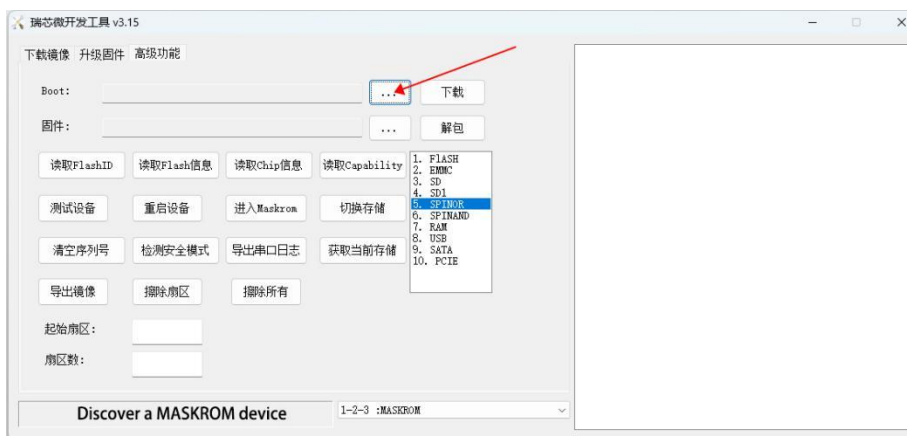 瑞芯微开发工具 v3.15
下载镜像 升级固件 高级功能
Boot: ... 下载
固件: ... 解包
读取FlashID 读取Flash信息 读取Chip信息 读取Capability
测试设备 重启设备 进入Maskrom 切换存储
清空序列号 检测安全模式 导出串口日志 获取当前存储
导出镜像 擦除扇区 擦除所有
1. FlASH
2. EMMC
3. SD
4. SD1
5. SPINOR
6. SPINAND
7. RAM
8. USB
9. SATA
10. PCIE
起始扇区:
扇区数:
Discover a MASKROM device
1-2-3 :MASKROM